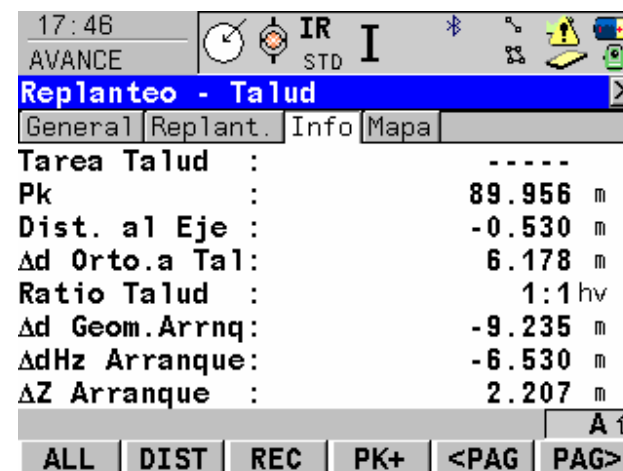 17:46
AVANCE
IR
STD
I
Replanteo - Talud
General Replant. Info Mapa
Tarea Talud : -----
Pk : 89.956 m
Dist. al Eje : -0.530 m
Δd Orto.a Tal: 6.178 m
Ratio Talud : 1:1 hv
Δd Geom.Arrnq: -9.235 m
ΔdHz Arranque: -6.530 m
ΔZ Arranque : 2.207 m
A
ALL DIST REC PK+ <PAG PAG>